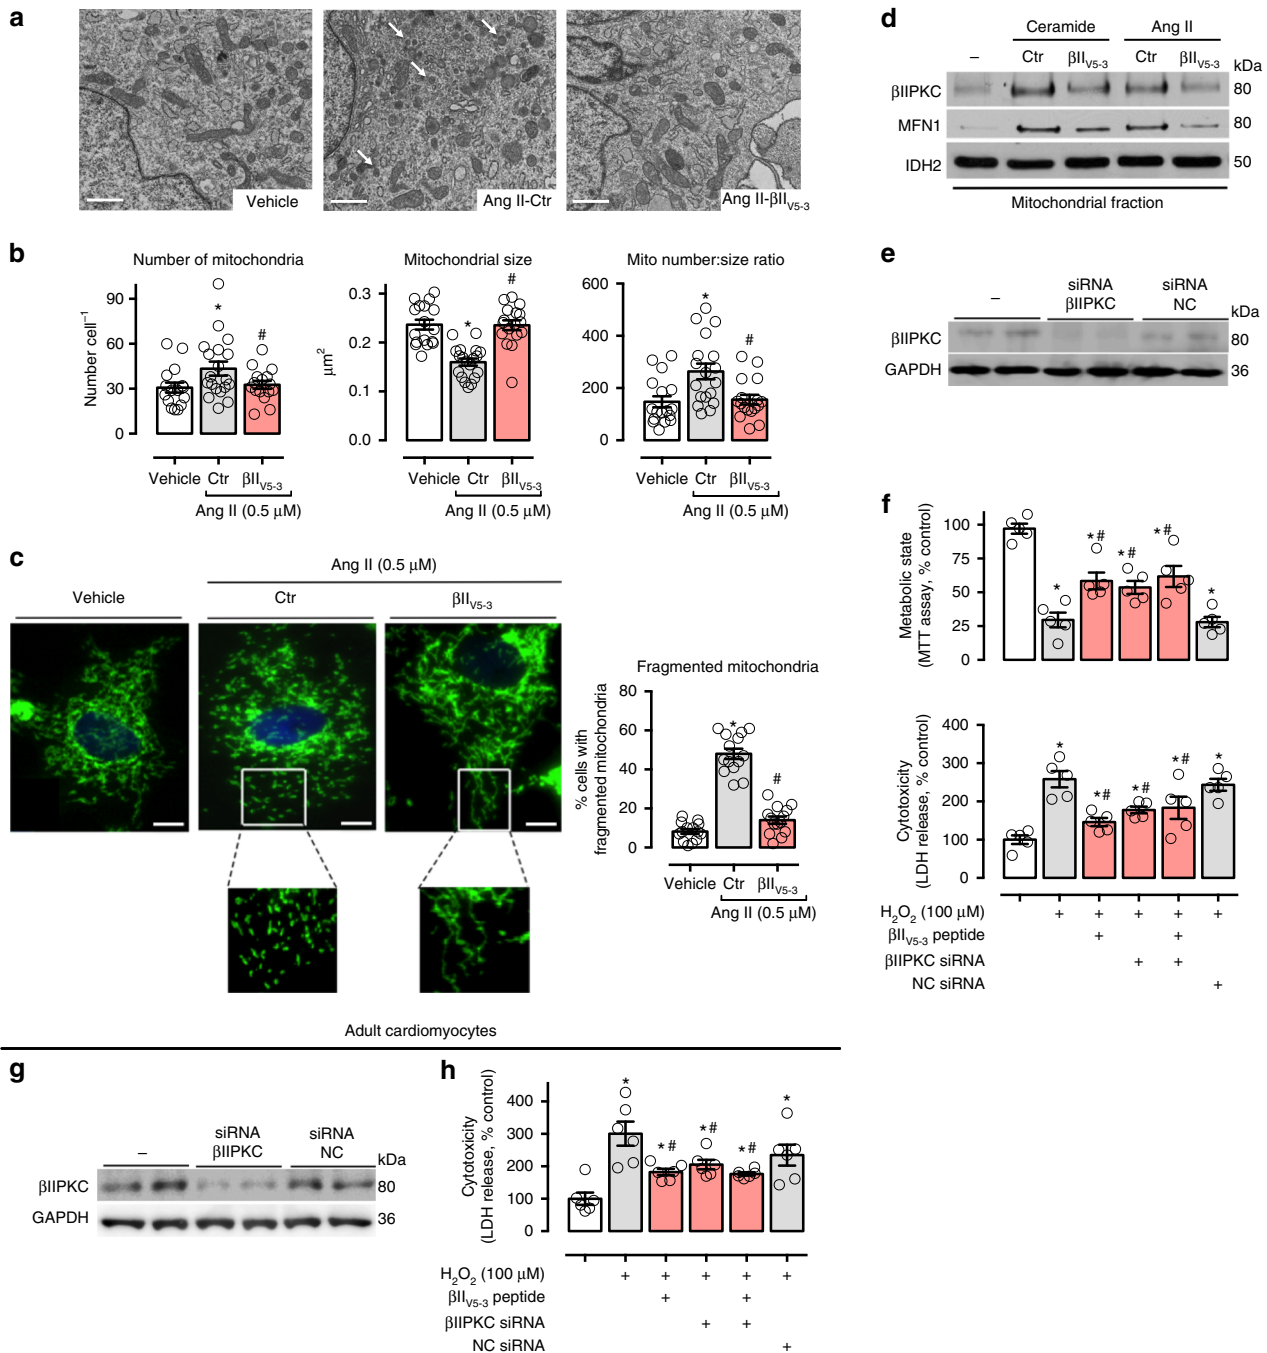 a
Vehicle
Ang II-Ctr
Ang II-βIIV5-3
b
Number of mitochondria
Number cell−1
90
60
30
0
Vehicle Ctr βIIV5-3
Ang II (0.5 μM)
Mitochondrial size
μm2
0.3
0.2
0.1
0.0
Vehicle Ctr βIIV5-3
Ang II (0.5 μM)
Mito number:size ratio
600
400
200
0
Vehicle Ctr βIIV5-3
Ang II (0.5 μM)
* #
* #
* #
c
Ang II (0.5 μM)
Vehicle
Ctr
βIIV5-3
Fragmented mitochondria
% cells with
fragmented mitochondria
80
60
40
20
0
* #
Vehicle Ctr βIIV5-3
Ang II (0.5 μM)
d
Ceramide Ang II
– Ctr βIIV5-3 Ctr βIIV5-3 kDa
βIIPKC 80
MFN1 80
IDH2 50
Mitochondrial fraction
e
– siRNA βIIPKC siRNA NC kDa
βIIPKC 80
GAPDH 36
f
Metabolic state
(MTT assay, % control)
100
75
50
25
0
* *# *# *# *
Cytotoxicity
(LDH release, % control)
400
300
200
100
0
* *# *# *# *
H2O2 (100 μM) + + + + +
βIIV5-3 peptide + +
βIIPKC siRNA + +
NC siRNA +
Adult cardiomyocytes
g
– siRNA βIIPKC siRNA NC kDa
βIIPKC 80
GAPDH 36
h
Cytotoxicity
(LDH release, % control)
400
300
200
100
0
* *# *# *# *
H2O2 (100 μM) + + + + +
βIIV5-3 peptide + +
βIIPKC siRNA + +
NC siRNA +